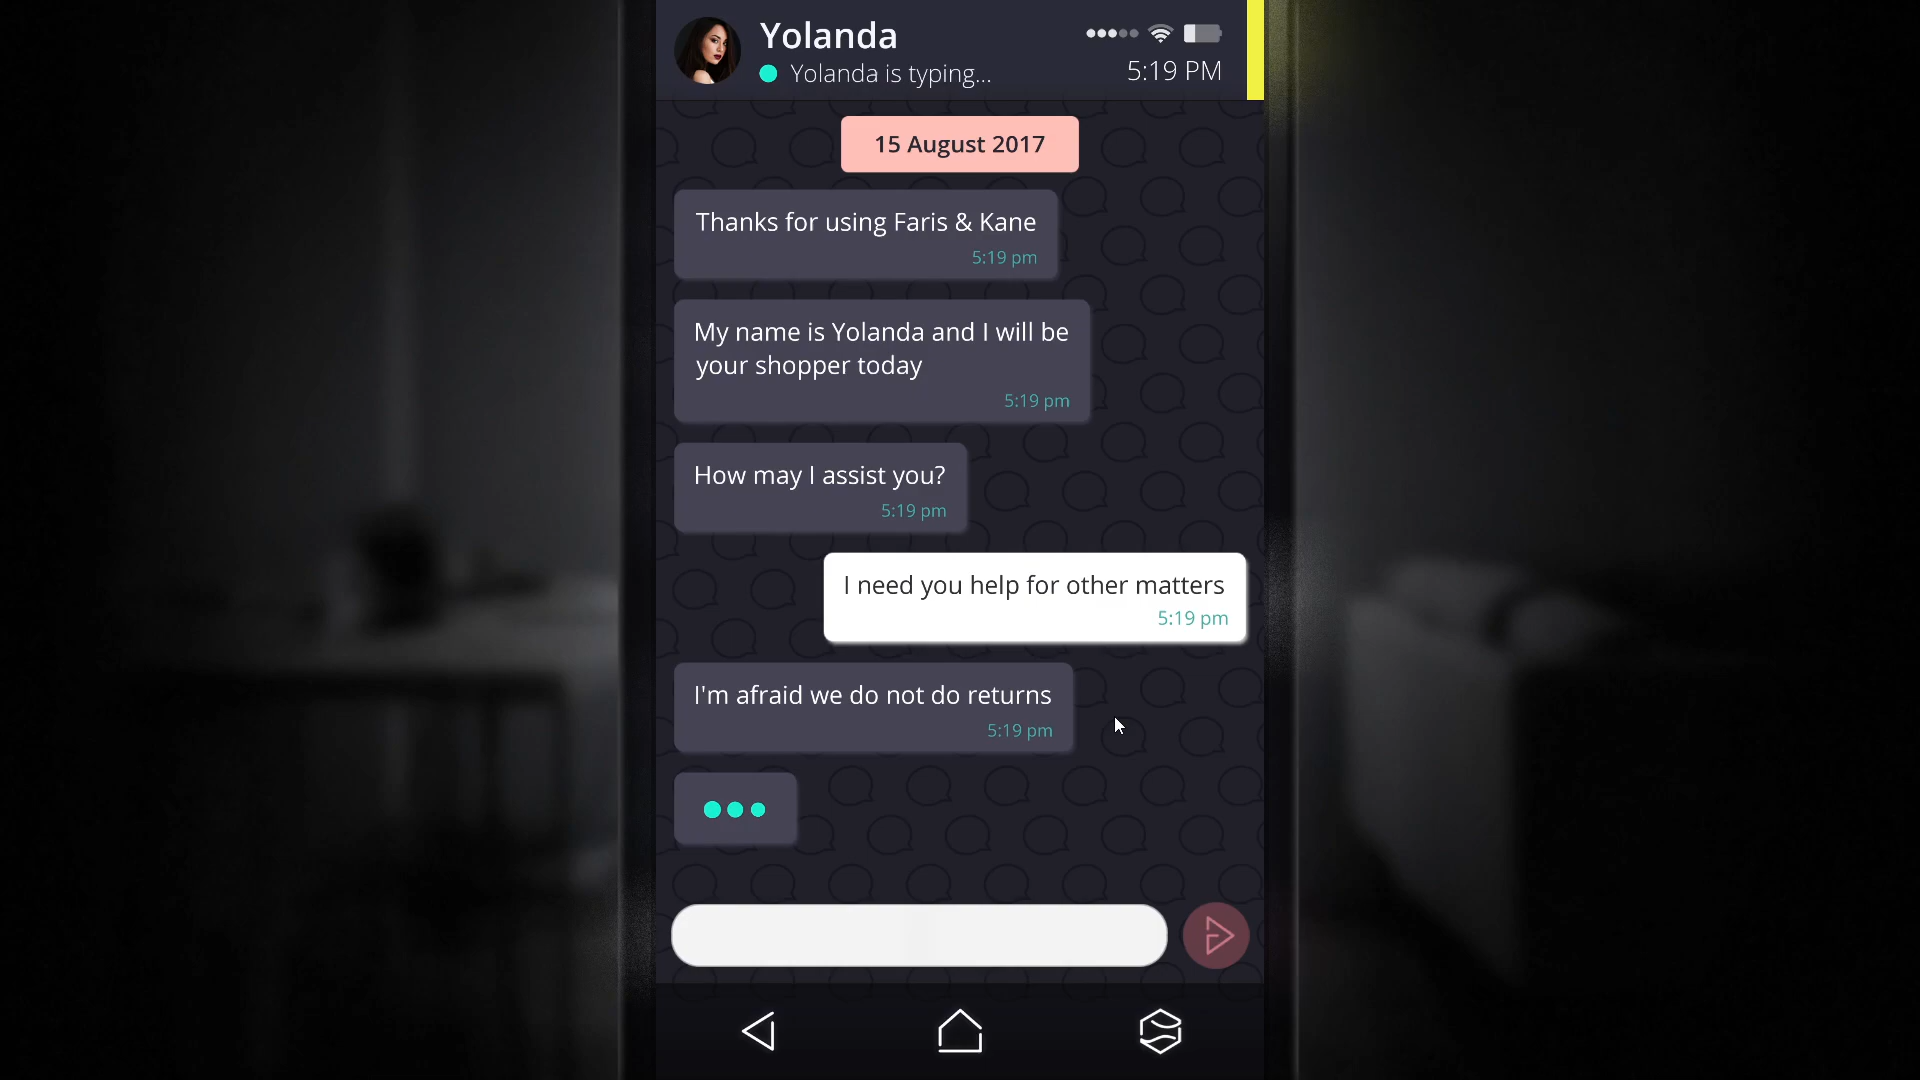 Yolanda
Yolanda is typing...
5:19 PM
15 August 2017
Thanks for using Faris & Kane
5:19 pm
My name is Yolanda and I will be
your shopper today
5:19 pm
How may I assist you?
5:19 pm
I need you help for other matters
5:19 pm
I'm afraid we do not do returns
5:19 pm